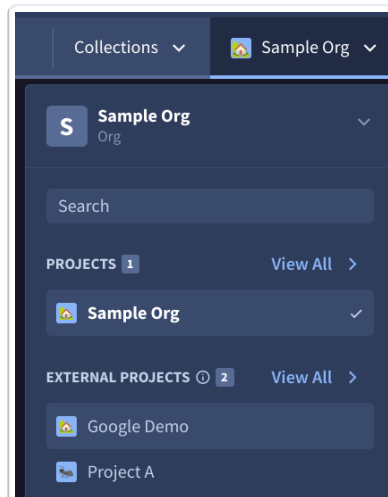 Collections
Sample Org
S
Sample Org
Org
Search
PROJECTS 1
View All
Sample Org
EXTERNAL PROJECTS 2
View All
Google Demo
Project A